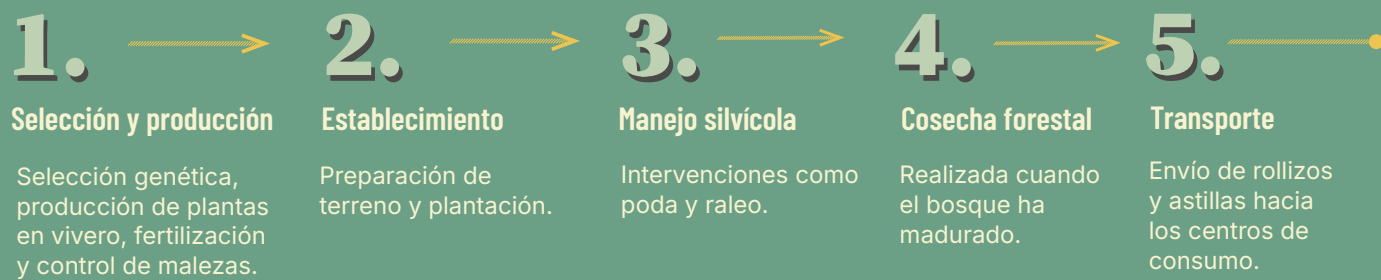 1.
Selección y producción
Selección genética,
producción de plantas
en vivero, fertilización
y control de malezas.
2.
Establecimiento
Preparación de
terreno y plantación.
3.
Manejo silvícola
Intervenciones como
poda y raleo.
4.
Cosecha forestal
Realizada cuando
el bosque ha
madurado.
5.
Transporte
Envío de rollizos
y astillas hacia
los centros de
consumo.